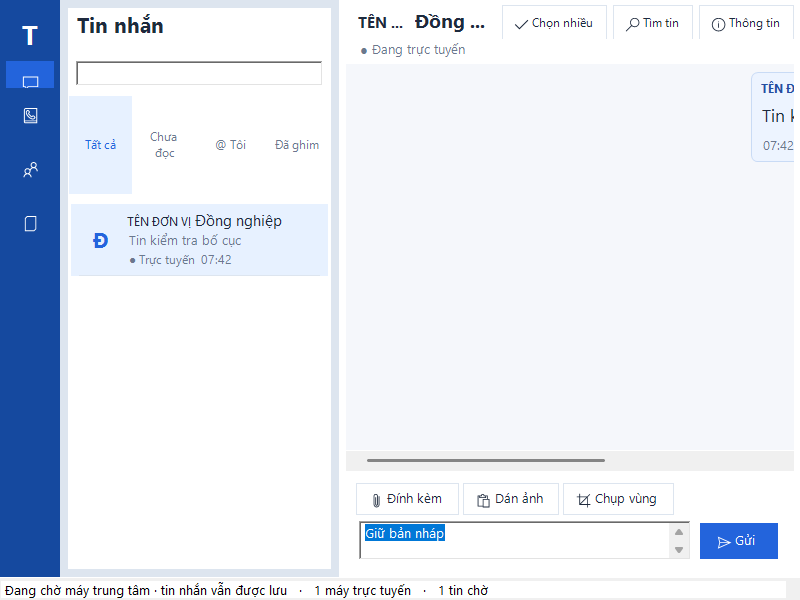 T
Tin nhắn
Tất cả
Chưa
đọc
@ Tôi
Đã ghim
Đ
TÊN ĐƠN VỊ Đồng nghiệp
Tin kiểm tra bố cục
● Trực tuyến 07:42
TÊN ... Đồng ...
Chọn nhiều
Tìm tin
Thông tin
● Đang trực tuyến
TÊN Đ
Tin k
07:42
Đính kèm
Dán ảnh
Chụp vùng
Giữ bản nháp
Gửi
Đang chờ máy trung tâm · tin nhắn vẫn được lưu · 1 máy trực tuyến · 1 tin chờ